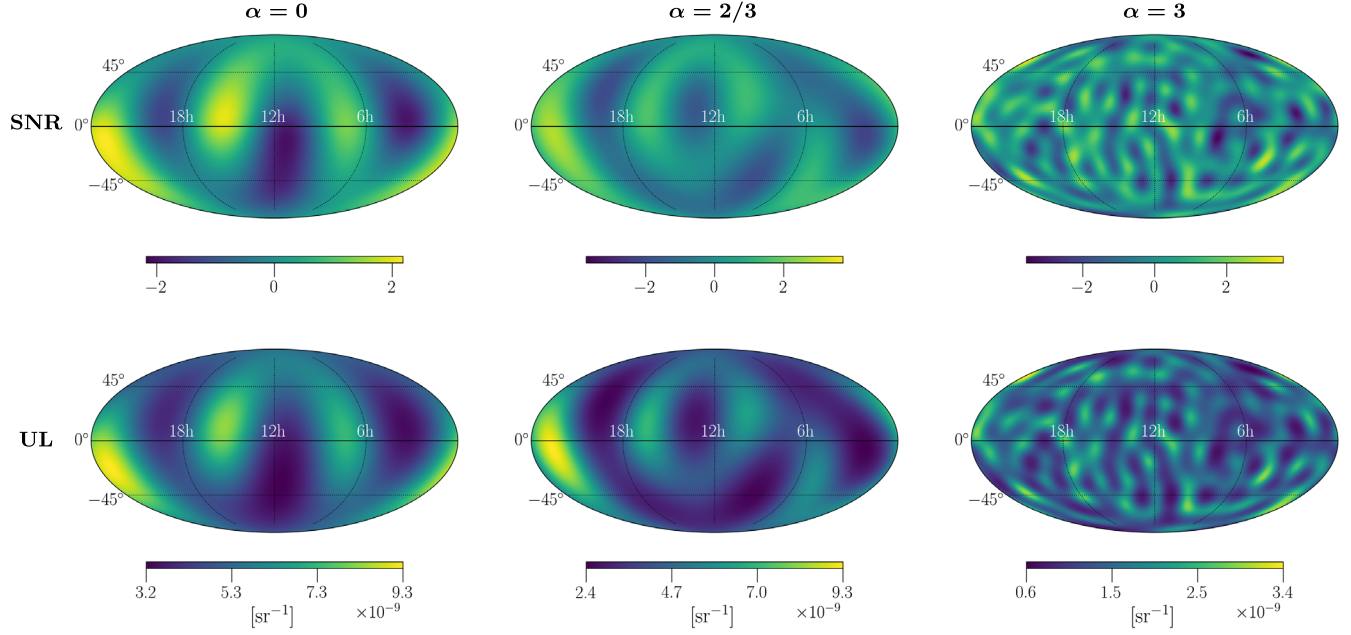 α = 0 α = 2/3 α = 3
SNR
45° 45°
0° 18h 12h 6h 0° 18h 12h 6h 0° 18h 12h 6h
−45° −45°
−2 0 2 −2 0 2 −2 0 2
UL
45° 45°
0° 18h 12h 6h 0° 18h 12h 6h 0° 18h 12h 6h
−45° −45°
3.2 5.3 7.3 9.3 2.4 4.7 7.0 9.3 0.6 1.5 2.5 3.4
[sr⁻¹] ×10⁻⁹ [sr⁻¹] ×10⁻⁹ [sr⁻¹] ×10⁻⁹